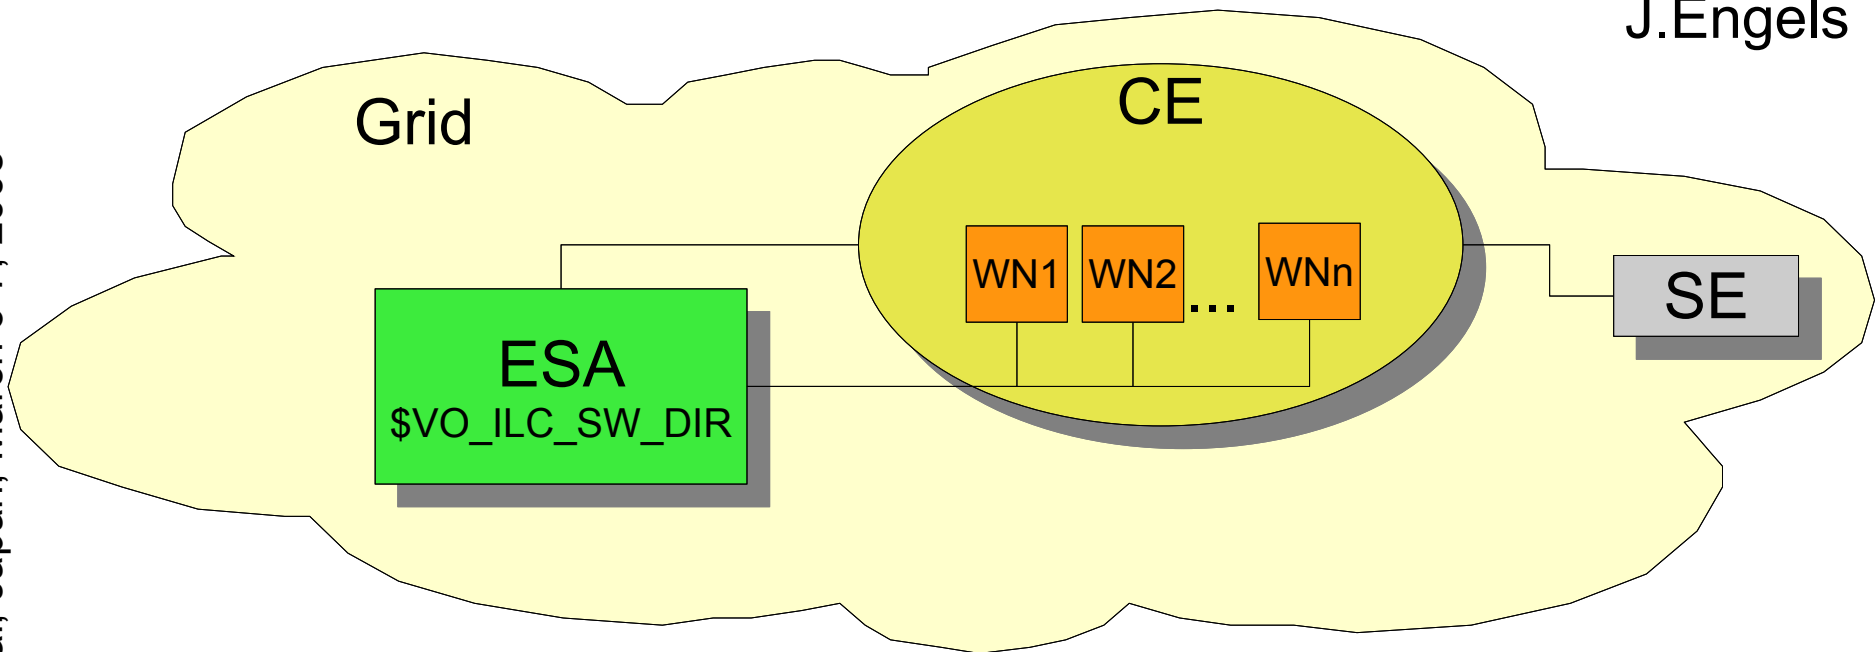 J.Engels
Grid
CE
WN1 WN2 ... WNn
SE
ESA
$VO_ILC_SW_DIR